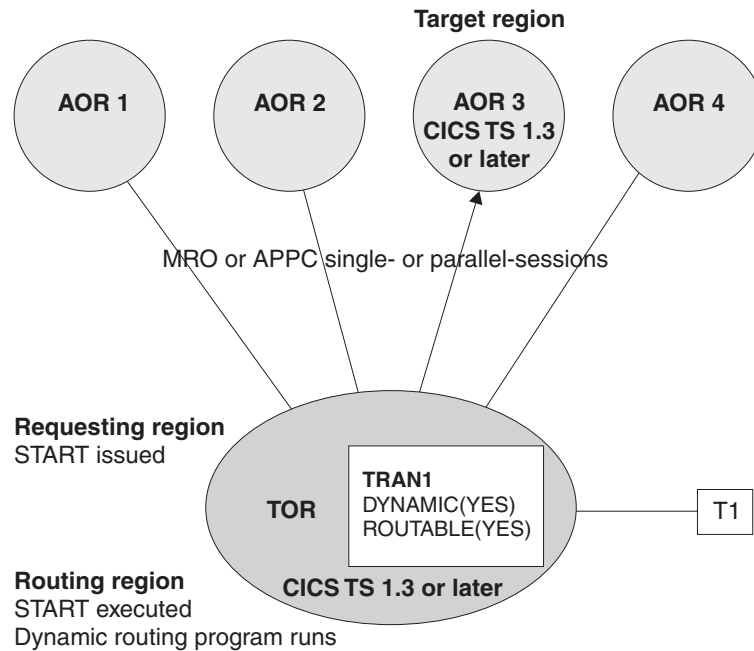 Target region
AOR 1
AOR 2
AOR 3
CICS TS 1.3
or later
AOR 4
MRO or APPC single- or parallel-sessions
Requesting region
START issued
TRAN1
DYNAMIC(YES)
ROUTABLE(YES)
TOR
T1
CICS TS 1.3 or later
Routing region
START executed
Dynamic routing program runs